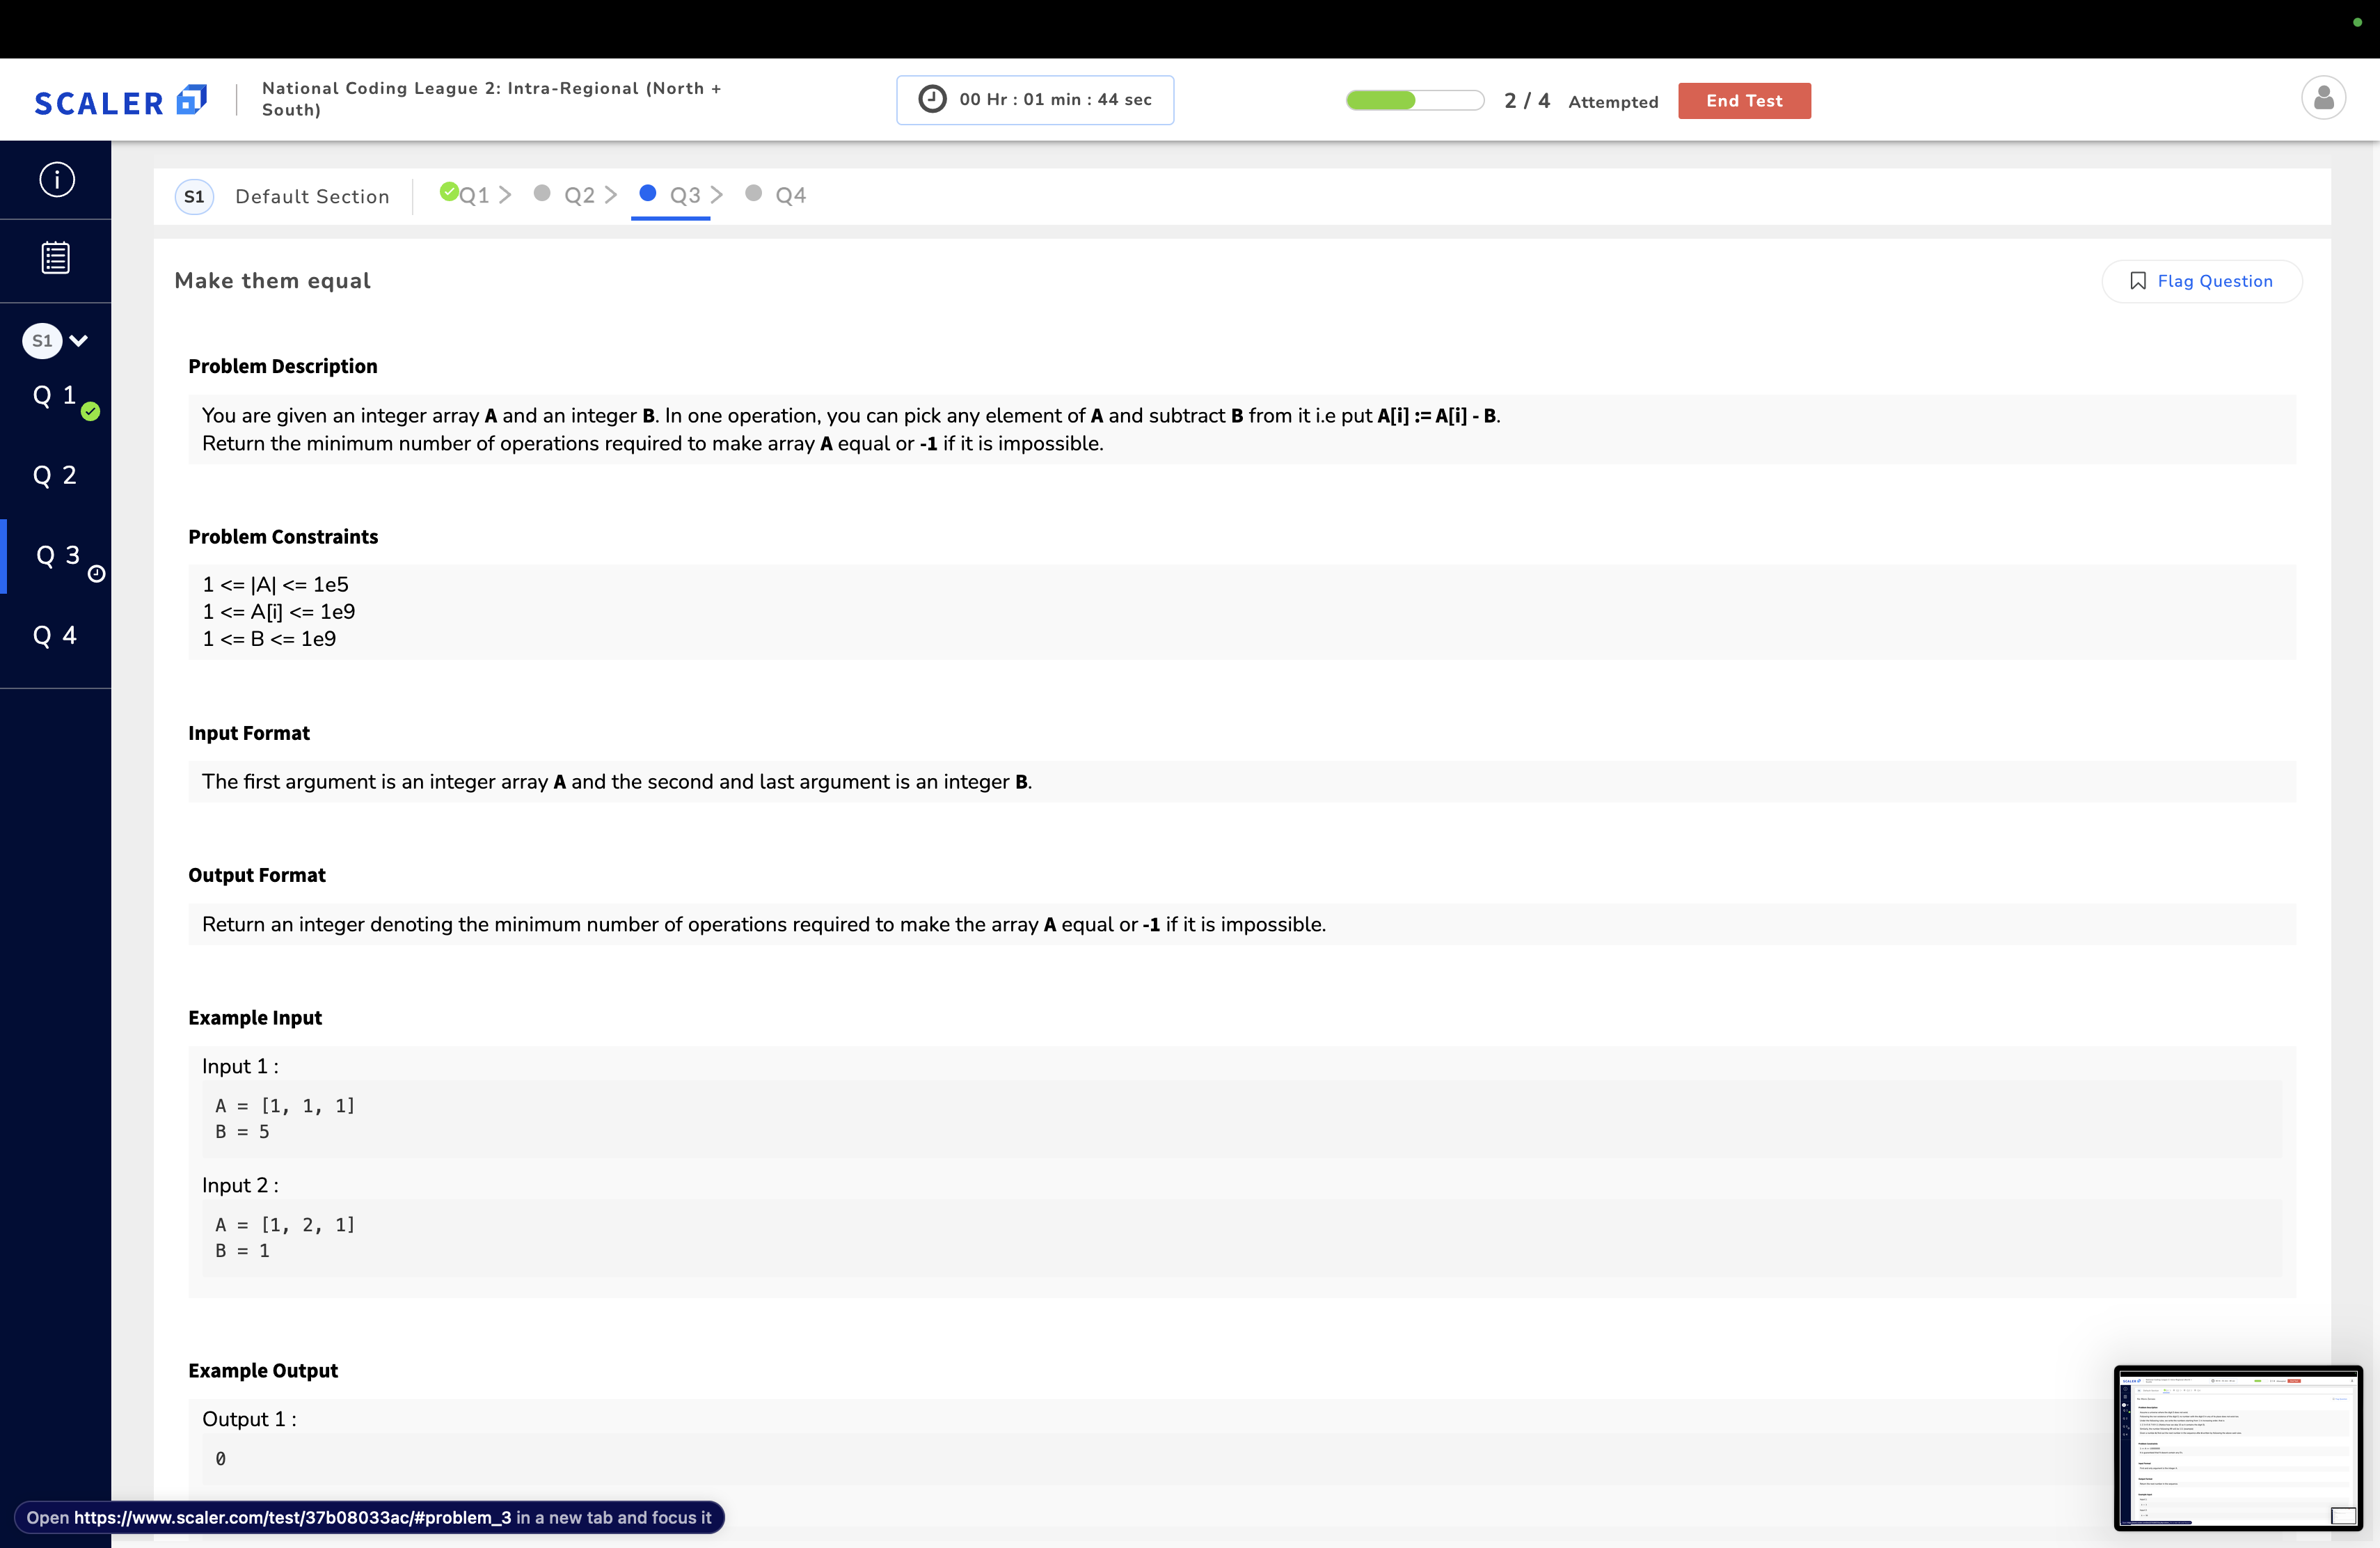 SCALER
National Coding League 2: Intra-Regional (North +
South)
00 Hr : 01 min : 44 sec
2 / 4 Attempted
End Test
S1 Default Section Q1 Q2 Q3 Q4
S1
Q 1
Q 2
Q 3
Q 4
Make them equal
Flag Question
Problem Description
You are given an integer array A and an integer B. In one operation, you can pick any element of A and subtract B from it i.e put A[i] := A[i] - B.
Return the minimum number of operations required to make array A equal or -1 if it is impossible.
Problem Constraints
1 <= |A| <= 1e5
1 <= A[i] <= 1e9
1 <= B <= 1e9
Input Format
The first argument is an integer array A and the second and last argument is an integer B.
Output Format
Return an integer denoting the minimum number of operations required to make the array A equal or -1 if it is impossible.
Example Input
Input 1 :
A = [1, 1, 1]
B = 5
Input 2 :
A = [1, 2, 1]
B = 1
Example Output
Output 1 :
0
Open https://www.scaler.com/test/37b08033ac/#problem_3 in a new tab and focus it